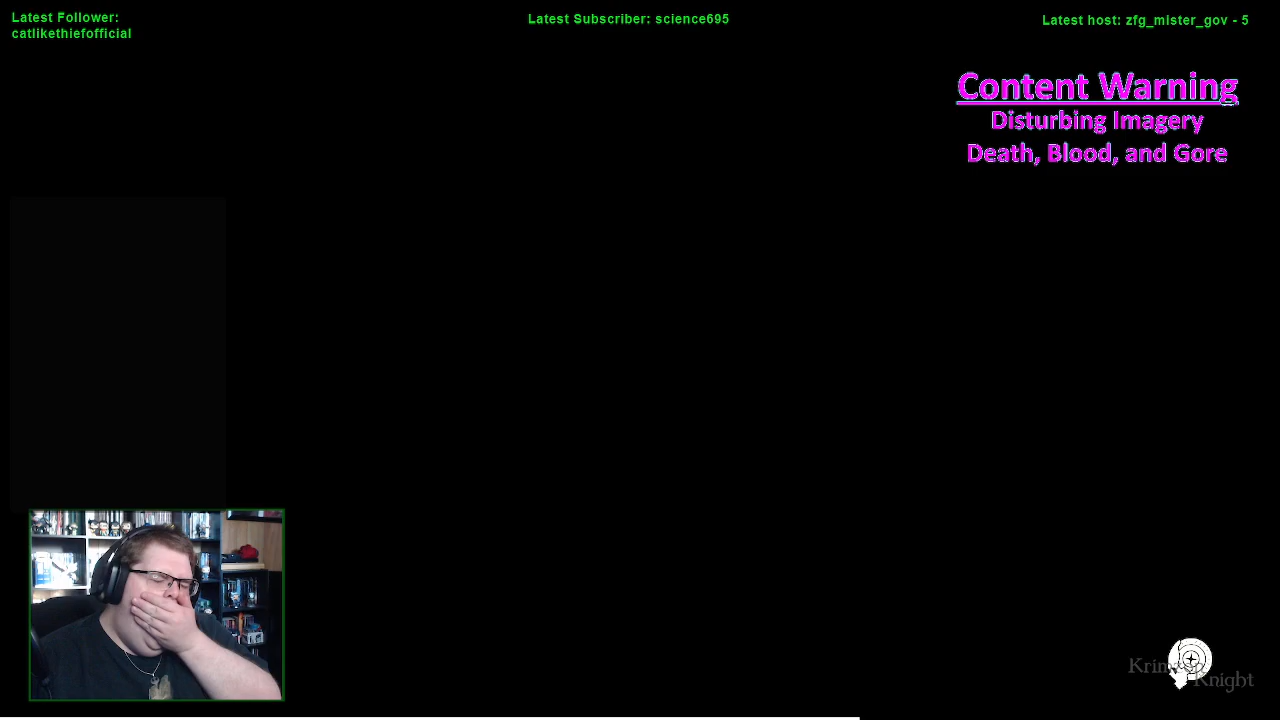 Latest Follower:
catlikethiefofficial
Latest Subscriber: science695
Latest host: zfg_mister_gov - 5
Content Warning
Disturbing Imagery
Death, Blood, and Gore
Knight